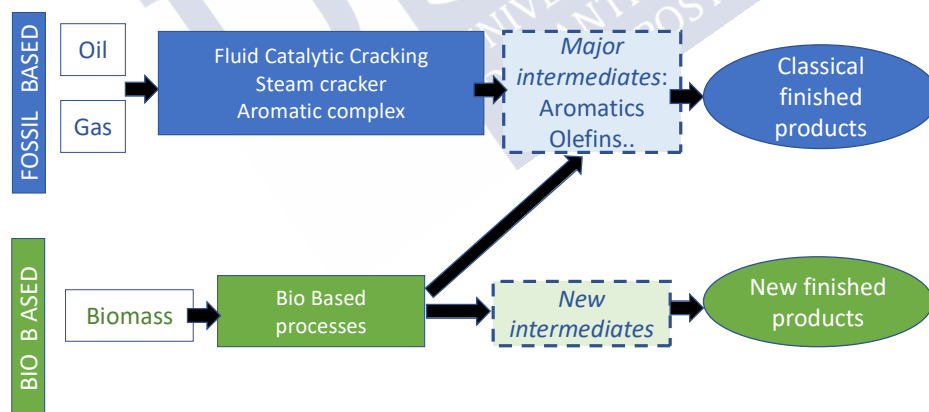 FOSSIL BASED
Oil
Gas
Fluid Catalytic Cracking
Steam cracker
Aromatic complex
Major
intermediates:
Aromatics
Olefins..
Classical
finished
products
BIO B ASED
Biomass
Bio Based
processes
New
intermediates
New finished
products